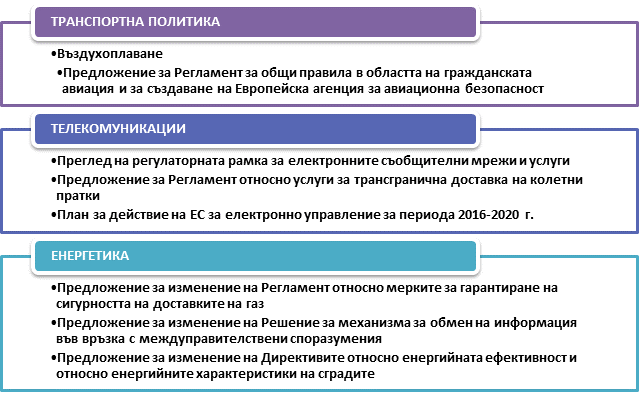 ТРАНСПОРТНА ПОЛИТИКА
•Въздухоплаване
•Предложение за Регламент за общи правила в областта на гражданската
авиация и за създаване на Европейска агенция за авиационна безопасност
ТЕЛЕКОМУНИКАЦИИ
•Преглед на регулаторната рамка за електронните съобщителни мрежи и услуги
•Предложение за Регламент относно услуги за трансгранична доставка на колетни
пратки
•План за действие на ЕС за електронно управление за периода 2016-2020 г.
ЕНЕРГЕТИКА
•Предложение за изменение на Регламент относно мерките за гарантиране на
сигурността на доставките на газ
•Предложение за изменение на Решение за механизма за обмен на информация
във връзка с междуправителствени споразумения
•Предложение за изменение на Директивите относно енергийната ефективност и
относно енергийните характеристики на сградите